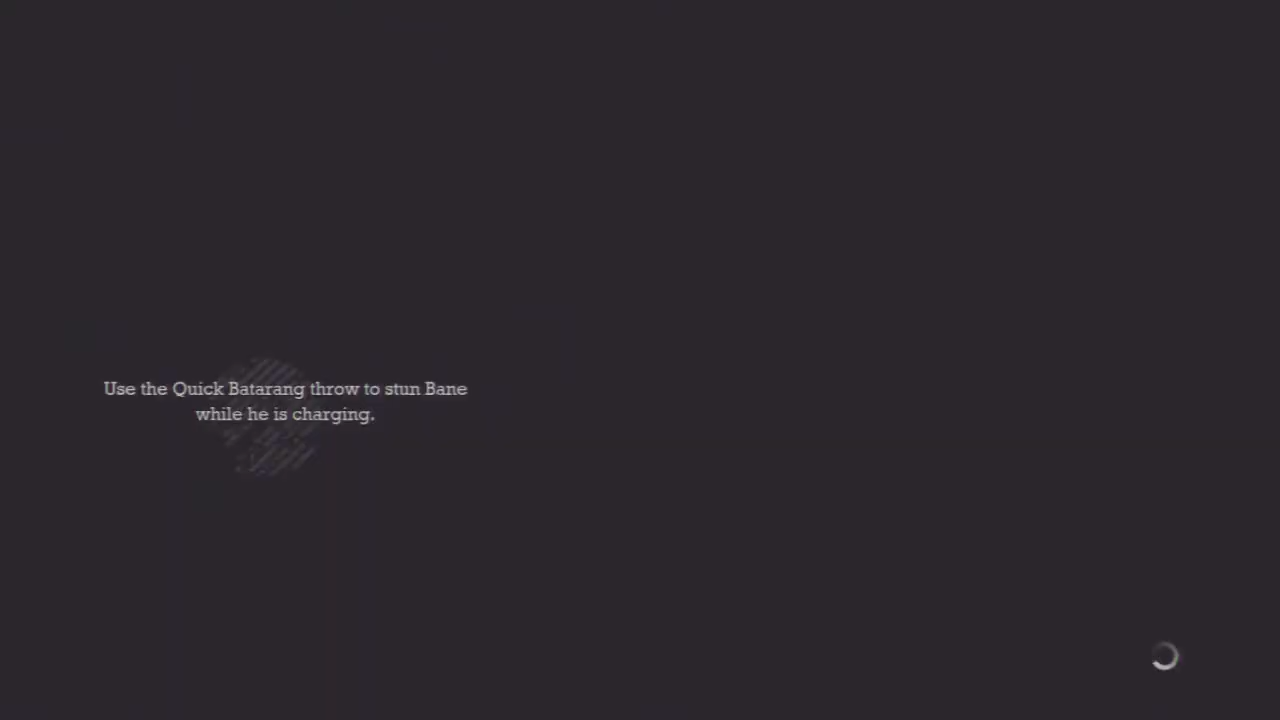 Use the Quick Batarang throw to stun Bane
while he is charging.